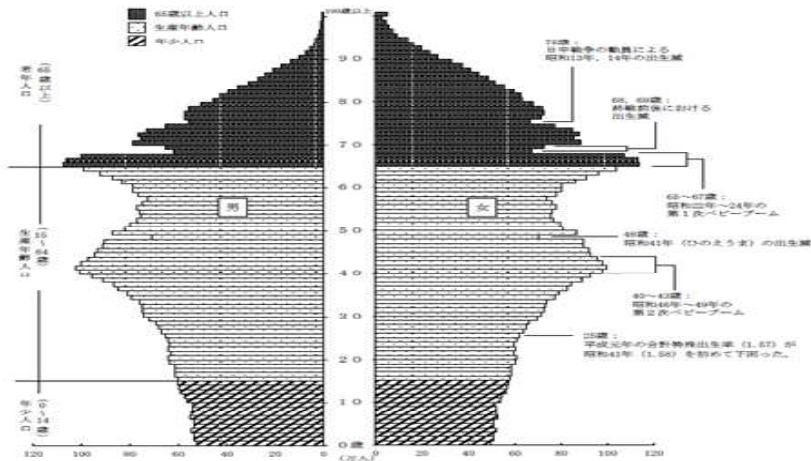 65歳以上人口
生産年齢人口
年少人口
100歳以上
90
80
70
60
50
40
30
20
10
0歳
老年人口
(65歳以上)
生産年齢人口
(15~64歳)
年少人口
(0~14歳)
男
女
日中戦争の動員による
昭和13年,14年の出生減
68,69歳:
終戦前後における
出生減
65~67歳:
昭和22年~24年の
第1次ベビーブーム
48歳:
昭和41年(ひのえうま)の出生減
40~43歳:
昭和46年~49年の
第2次ベビーブーム
25歳:
平成元年の合計特殊出生率(1.57)が
昭和41年(1.58)を初めて下回った。
120 100 80 60 40 20 0
(万人)
0 20 40 60 80 100 120